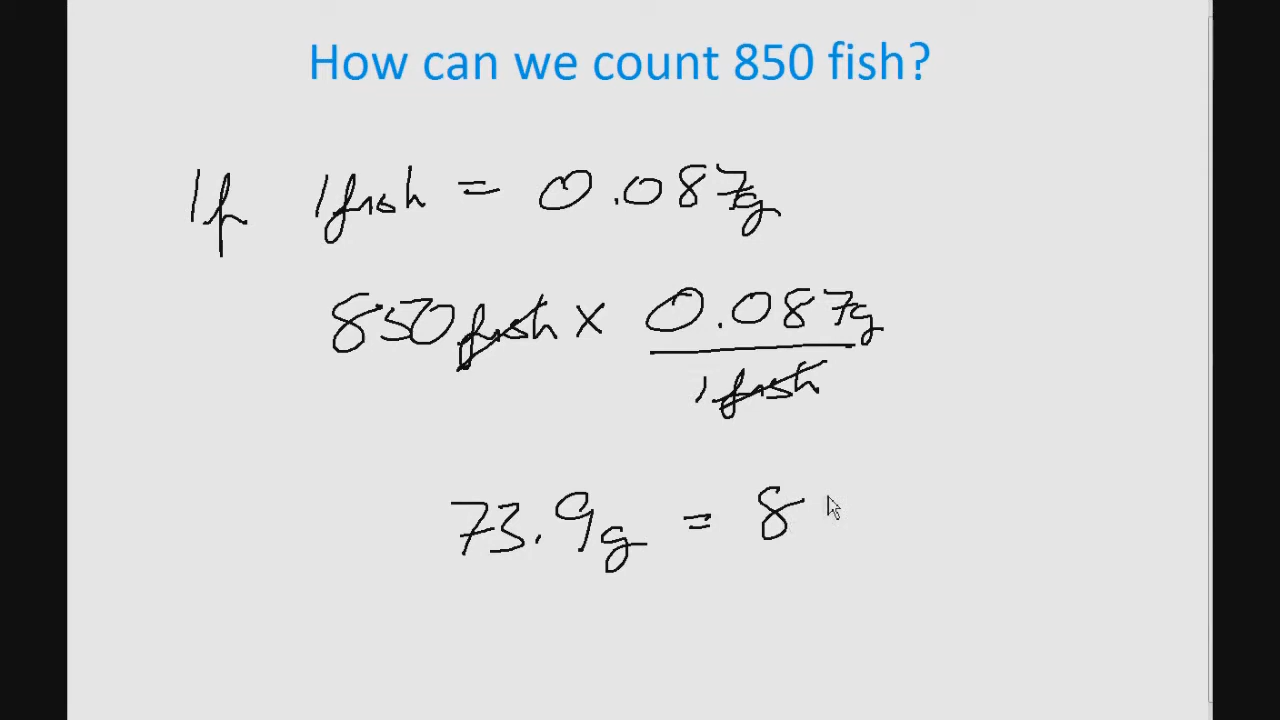 How can we count 850 fish?
If 1 fish = 0.087g
850 fish x 0.087g
1 fish
73.9g = 8